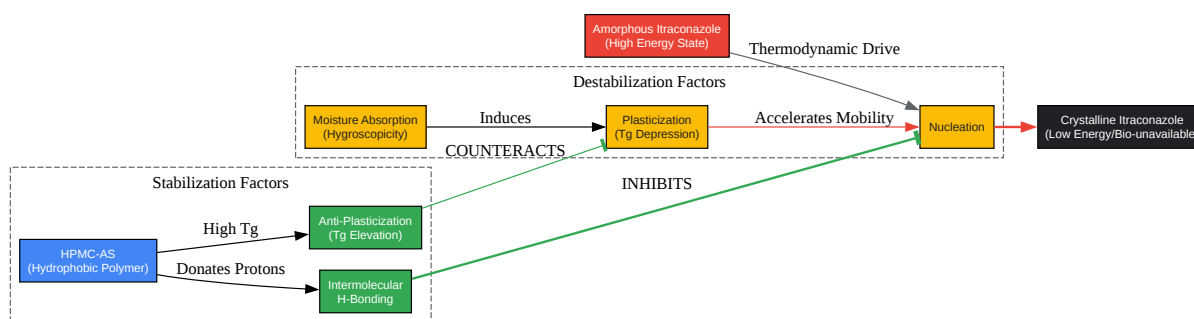 Amorphous Itraconazole
(High Energy State)
Thermodynamic Drive
Destabilization Factors
Moisture Absorption
(Hygroscopicity)
Induces
Plasticization
(Tg Depression)
Accelerates Mobility
Nucleation
Crystalline Itraconazole
(Low Energy/Bio-unavailable)
COUNTERACTS
INHIBITS
Stabilization Factors
HPMC-AS
(Hydrophobic Polymer)
High Tg
Anti-Plasticization
(Tg Elevation)
Donates Protons
Intermolecular
H-Bonding